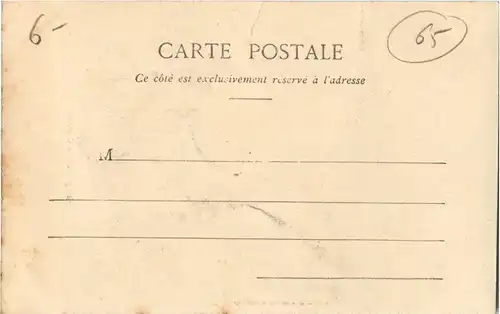 6-
65
CARTE POSTALE
Ce côté est exclusivement réservé à l'adresse
M